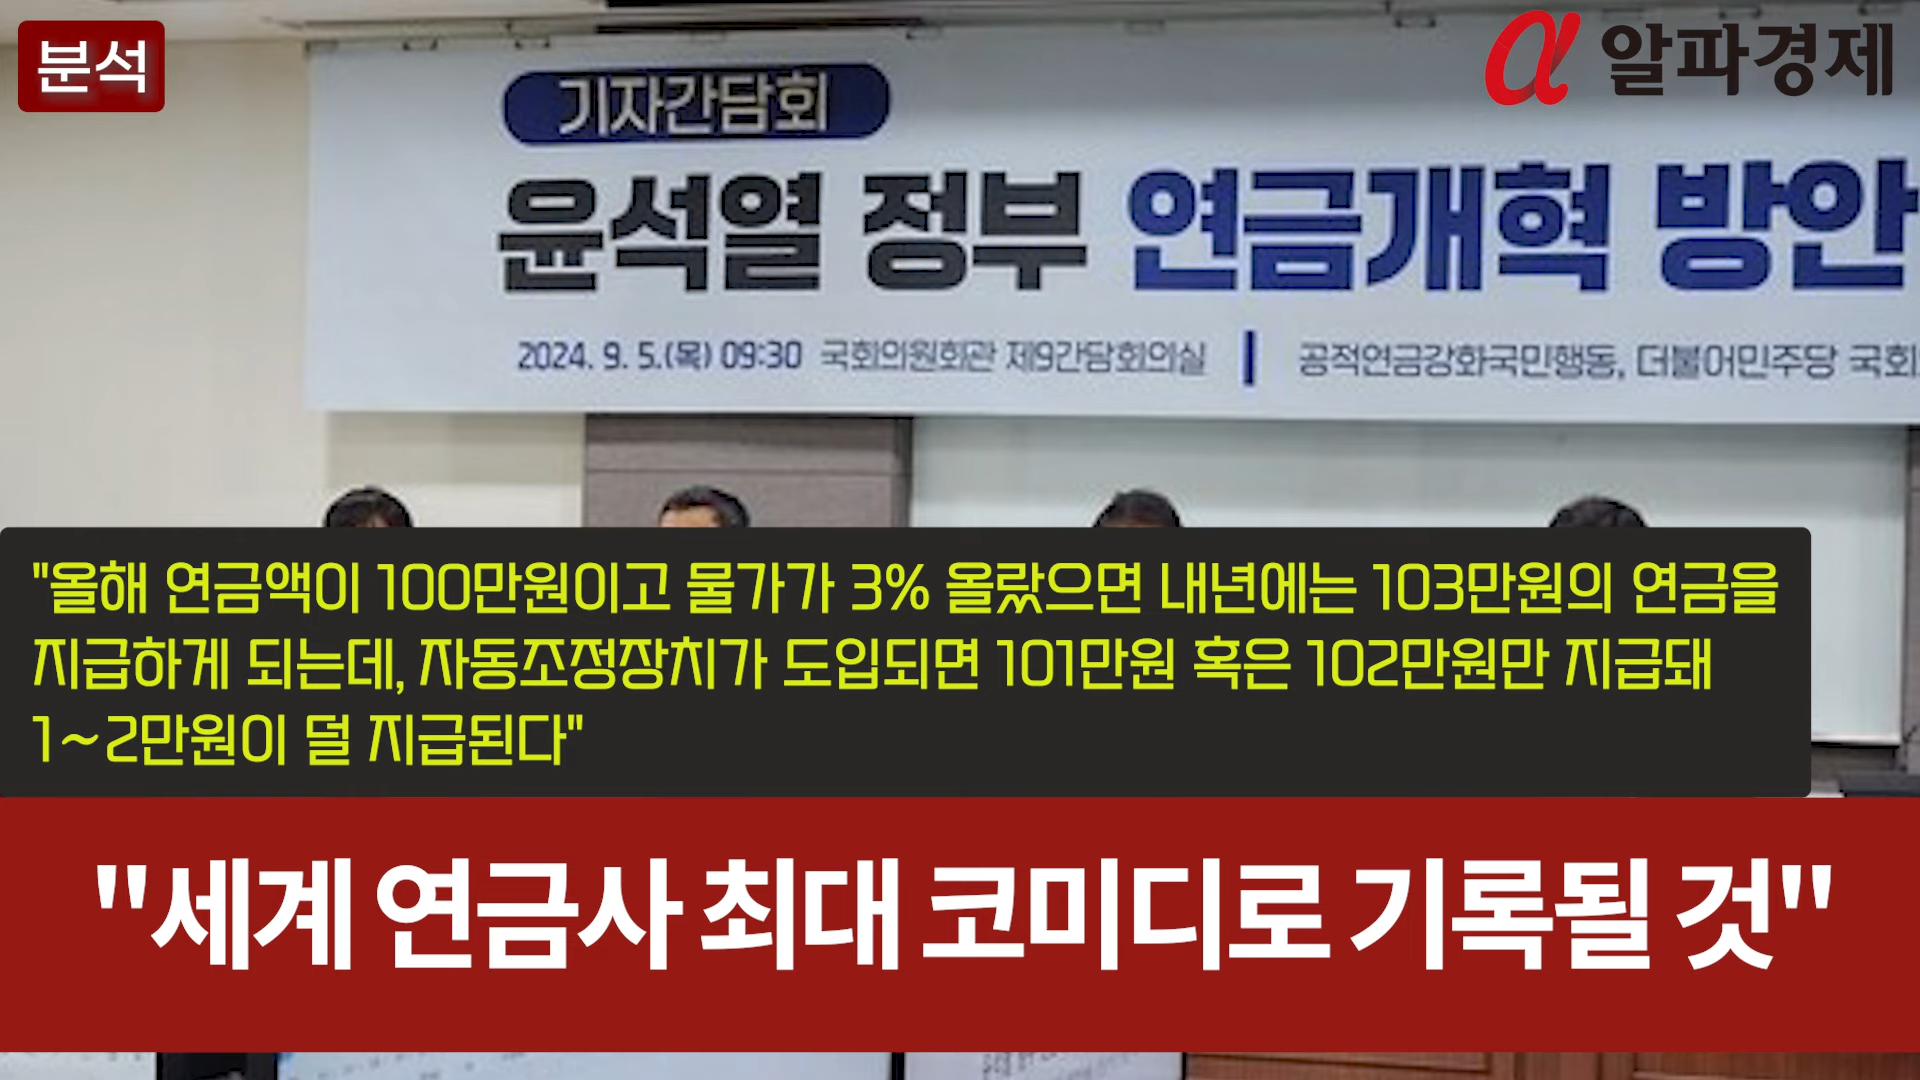 분석
알파경제
기자간담회
윤석열 정부 연금개혁 방안
2024. 9. 5.(목) 09:30 국회의원회관 제9간담회의실 | 공적연금강화국민행동, 더불어민주당 국회
"올해 연금액이 100만원이고 물가가 3% 올랐으면 내년에는 103만원의 연금을
지급하게 되는데, 자동조정장치가 도입되면 101만원 혹은 102만원만 지급돼
1~2만원이 덜 지급된다"
"세계 연금사 최대 코미디로 기록될 것"